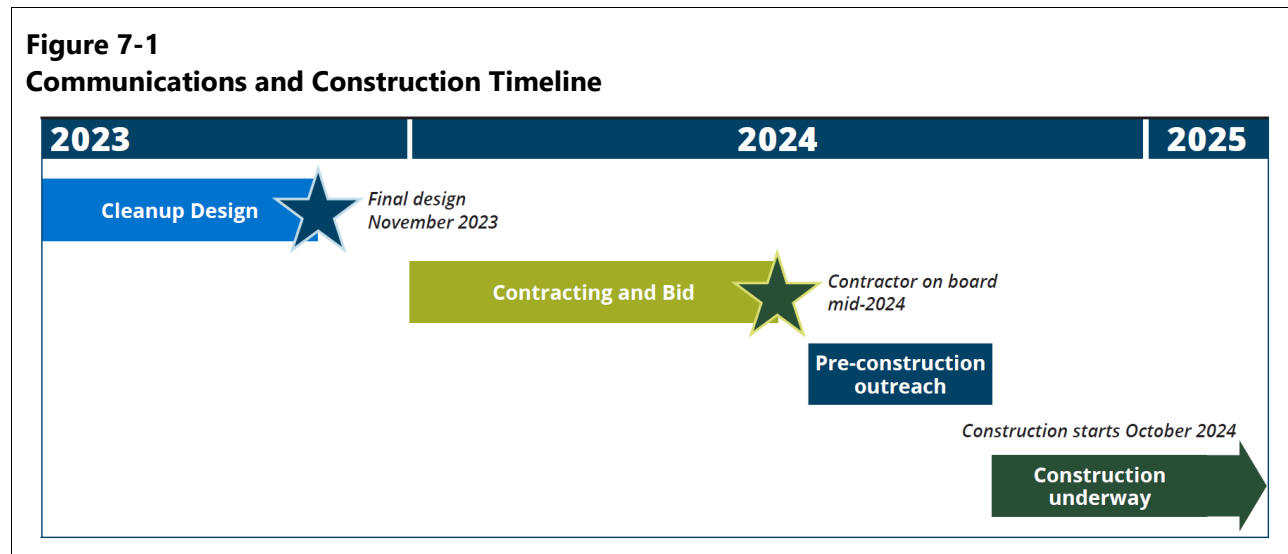 Figure 7-1
Communications and Construction Timeline
2023
2024
2025
Cleanup Design
Final design
November 2023
Contracting and Bid
Contractor on board
mid-2024
Pre-construction
outreach
Construction starts October 2024
Construction
underway